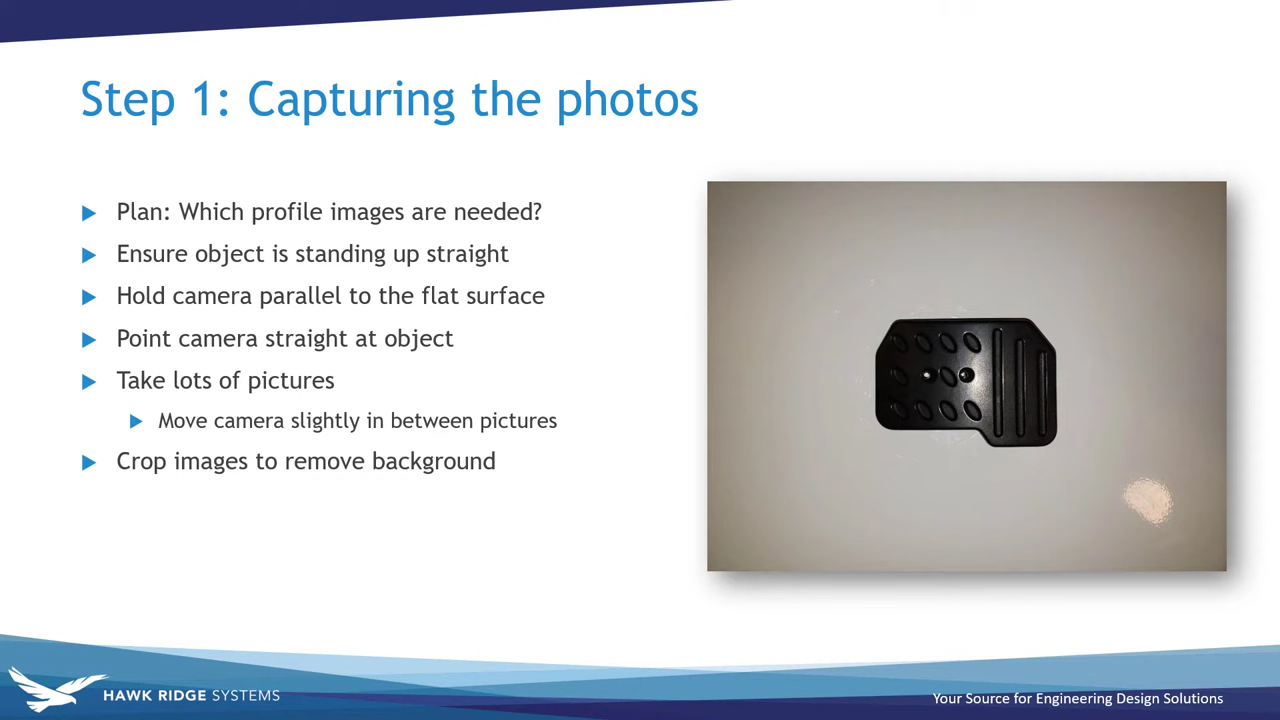 Step 1: Capturing the photos
Plan: Which profile images are needed?
Ensure object is standing up straight
Hold camera parallel to the flat surface
Point camera straight at object
Take lots of pictures
Move camera slightly in between pictures
Crop images to remove background
HAWK RIDGE SYSTEMS
Your Source for Engineering Design Solutions